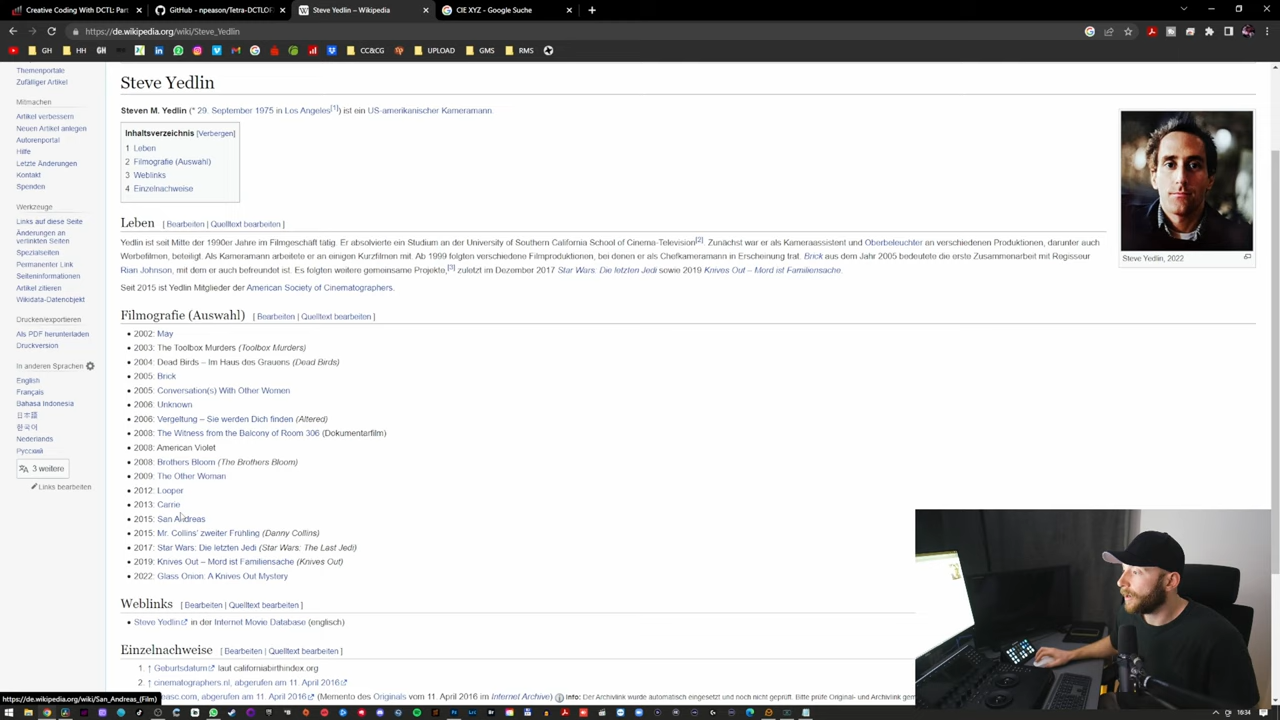 Creative Coding With DCTL: Part
GitHub - npeason/Tetra-DCTLOF
Steve Yedlin – Wikipedia
CIE XYZ - Google Suche
https://de.wikipedia.org/wiki/Steve_Yedlin
GH
HH
GH
CC&CG
UPLOAD
GMS
RMS
Themenportale
Zufälliger Artikel
Mitmachen
Artikel verbessern
Neuen Artikel anlegen
Autorenportal
Hilfe
Letzte Änderungen
Kontakt
Spenden
Werkzeuge
Links auf diese Seite
Änderungen an
verlinkten Seiten
Spezialseiten
Permanenter Link
Seiteninformationen
Artikel zitieren
Wikidata-Datenobjekt
Drucken/exportieren
Als PDF herunterladen
Druckversion
In anderen Sprachen
English
Français
Bahasa Indonesia
日本語
한국어
Nederlands
Русский
3 weitere
Links bearbeiten
Steve Yedlin
Steven M. Yedlin (* 29. September 1975 in Los Angeles[1]) ist ein US-amerikanischer Kameramann.
Inhaltsverzeichnis [Verbergen]
1 Leben
2 Filmografie (Auswahl)
3 Weblinks
4 Einzelnachweise
Steve Yedlin, 2022
Leben [ Bearbeiten | Quelltext bearbeiten ]
Yedlin ist seit Mitte der 1990er Jahre im Filmgeschäft tätig. Er absolvierte ein Studium an der University of Southern California School of Cinema-Television[2]. Zunächst war er als Kameraassistent und Oberbeleuchter an verschiedenen Produktionen, darunter auch
Werbefilmen, beteiligt. Als Kameramann arbeitete er an einigen Kurzfilmen mit. Ab 1999 folgten verschiedene Filmproduktionen, bei denen er als Chefkameramann in Erscheinung trat. Brick aus dem Jahr 2005 bedeutete die erste Zusammenarbeit mit Regisseur
Rian Johnson, mit dem er auch befreundet ist. Es folgten weitere gemeinsame Projekte,[3] zuletzt im Dezember 2017 Star Wars: Die letzten Jedi sowie 2019 Knives Out – Mord ist Familiensache.
Seit 2015 ist Yedlin Mitglied der American Society of Cinematographers.
Filmografie (Auswahl) [ Bearbeiten | Quelltext bearbeiten ]
• 2002: May
• 2003: The Toolbox Murders (Toolbox Murders)
• 2004: Dead Birds – Im Haus des Grauens (Dead Birds)
• 2005: Brick
• 2005: Conversation(s) With Other Women
• 2006: Unknown
• 2006: Vergeltung – Sie werden Dich finden (Altered)
• 2008: The Witness from the Balcony of Room 306 (Dokumentarfilm)
• 2008: American Violet
• 2008: Brothers Bloom (The Brothers Bloom)
• 2009: The Other Woman
• 2012: Looper
• 2013: Carrie
• 2015: San Andreas
• 2015: Mr. Collins' zweiter Frühling (Danny Collins)
• 2017: Star Wars: Die letzten Jedi (Star Wars: The Last Jedi)
• 2019: Knives Out – Mord ist Familiensache (Knives Out)
• 2022: Glass Onion: A Knives Out Mystery
Weblinks [ Bearbeiten | Quelltext bearbeiten ]
• Steve Yedlin in der Internet Movie Database (englisch)
Einzelnachweise [ Bearbeiten | Quelltext bearbeiten ]
1. ↑ Geburtsdatum laut californiabirthindex.org
2. ↑ cinematographers.nl, abgerufen am 11. April 2016
easc.com, abgerufen am 11. April 2016 (Memento des Originals vom 11. April 2016 im Internet Archive) Info: Der Archivlink wurde automatisch eingesetzt und noch nicht geprüft. Bitte prüfe Original- und Archivlink gem
https://de.wikipedia.org/wiki/San_Andreas_(Film)
10:34